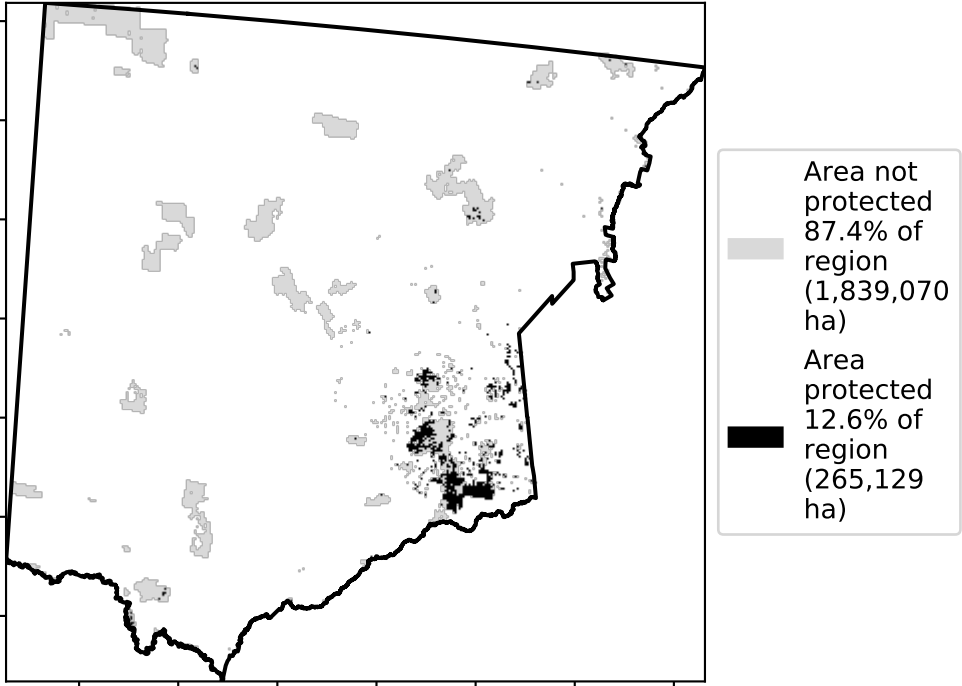 Area not
protected
87.4% of
region
(1,839,070
ha)
Area
protected
12.6% of
region
(265,129
ha)